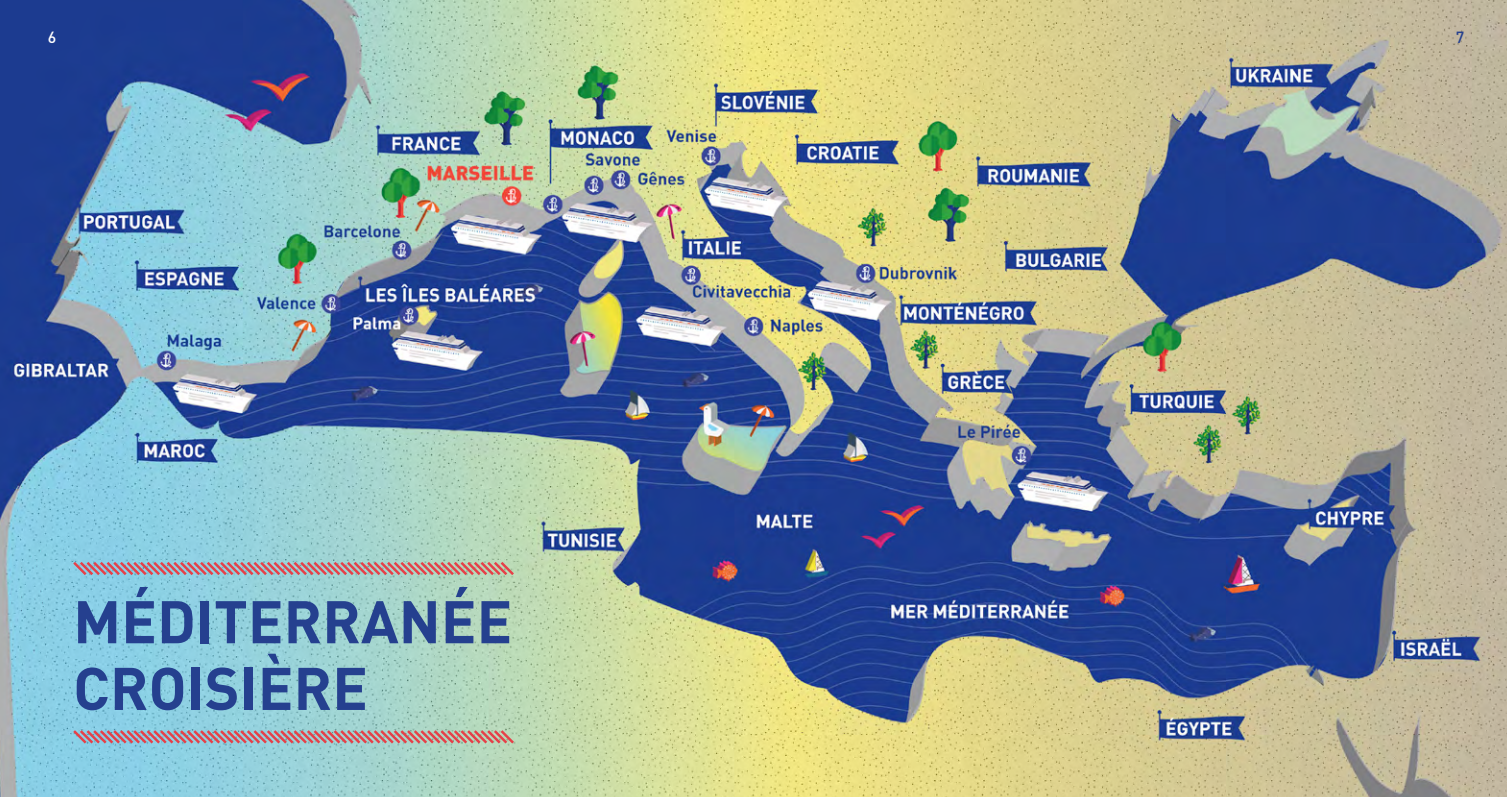 6
7
UKRAINE
SLOVÉNIE
FRANCE
MONACO
Venise
CROATIE
Savone
MARSEILLE
Gênes
ROUMANIE
PORTUGAL
Barcelone
ITALIE
BULGARIE
ESPAGNE
Dubrovnik
LES ÎLES BALÉARES
Civitavecchia
Valence
MONTÉNÉGRO
Palma
Naples
Malaga
GIBRALTAR
GRÈCE
TURQUIE
Le Pirée
MAROC
MALTE
CHYPRE
TUNISIE
MÉDITERRANÉE
CROISIÈRE
MER MÉDITERRANÉE
ISRAËL
ÉGYPTE